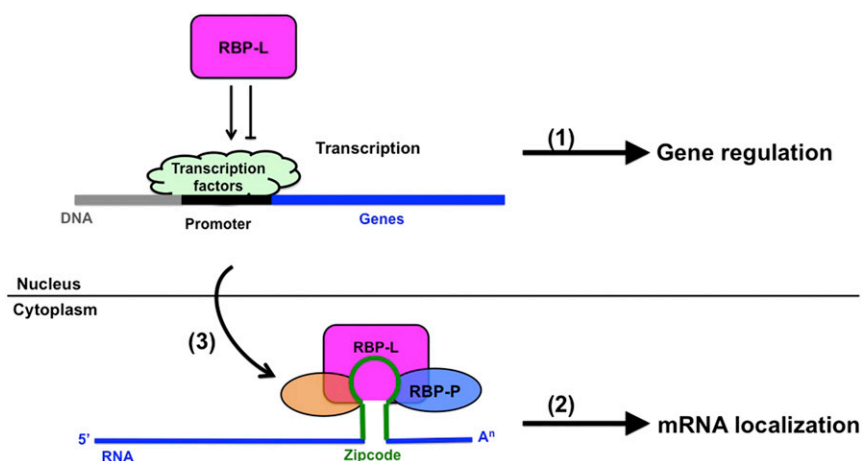 RBP-L
Transcription
(1)
Gene regulation
Transcription
factors
DNA
Promoter
Genes
Nucleus
Cytoplasm
(3)
RBP-L
RBP-P
(2)
mRNA localization
5’
RNA
Zipcode
Aⁿ